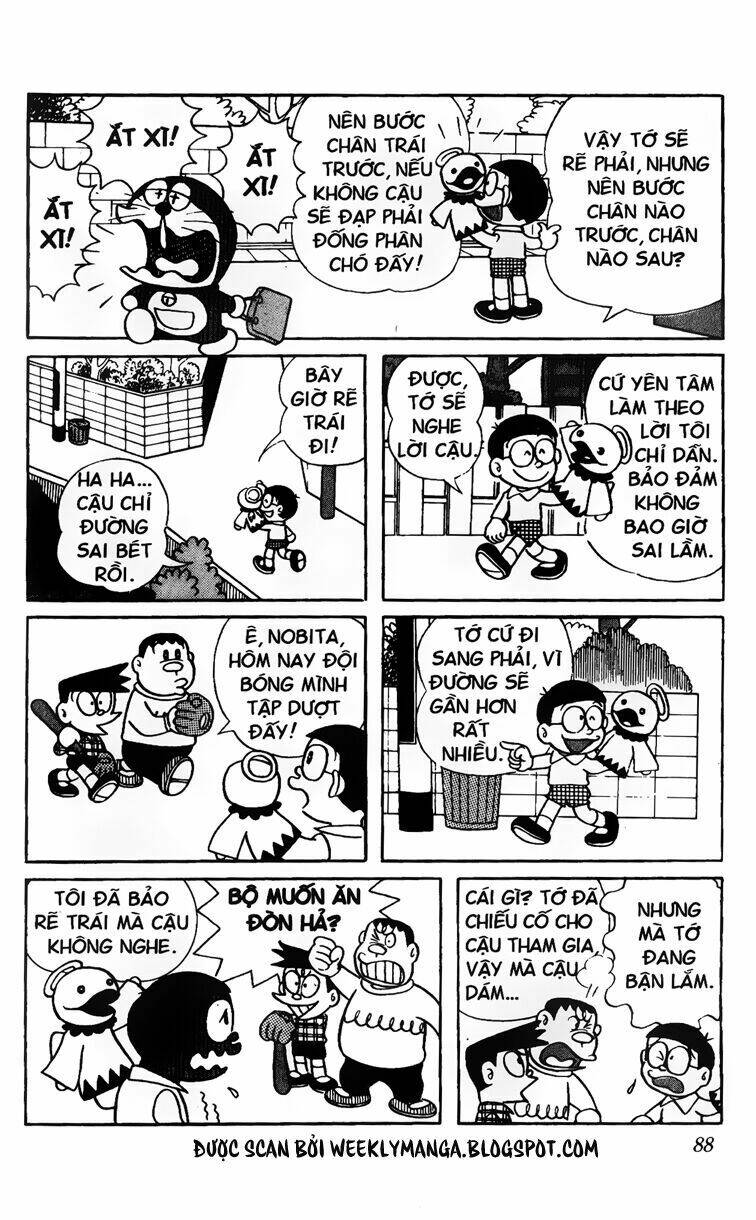 VẬY TỚ SẼ
RẼ PHẢI, NHƯNG
NÊN BƯỚC
CHÂN NÀO
TRƯỚC, CHÂN
NÀO SAU?
NÊN BƯỚC
CHÂN TRÁI
TRƯỚC, NẾU
KHÔNG CẬU
SẼ ĐẠP PHẢI
ĐỐNG PHÂN
CHÓ ĐẤY!
ẮT
XÌ!
ẮT XÌ!
ẮT
XÌ!
CỨ YÊN TÂM
LÀM THEO
LỜI TÔI
CHỈ DẪN.
BẢO ĐẢM
KHÔNG
BAO GIỜ
SAI LẦM.
ĐƯỢC,
TỚ SẼ
NGHE
LỜI CẬU.
BÂY
GIỜ RẼ
TRÁI
ĐI!
HA HA...
CẬU CHỈ
ĐƯỜNG
SAI BÉT
RỒI.
TỚ CỨ ĐI
SANG PHẢI, VÌ
ĐƯỜNG SẼ
GẦN HƠN
RẤT
NHIỀU.
Ê, NOBITA,
HÔM NAY ĐỘI
BÓNG MÌNH
TẬP DƯỢT
ĐẤY!
NHƯNG
MÀ TỚ
ĐANG
BẬN LẮM.
CÁI GÌ? TỚ ĐÃ
CHIẾU CỐ CHO
CẬU THAM GIA,
VẬY MÀ CẬU
DÁM...
BỘ MUỐN ĂN
ĐÒN HẢ?
TÔI ĐÃ BẢO
RẼ TRÁI MÀ CẬU
KHÔNG NGHE.
ĐƯỢC SCAN BỞI WEEKLYMANGA.BLOGSPOT.COM
88